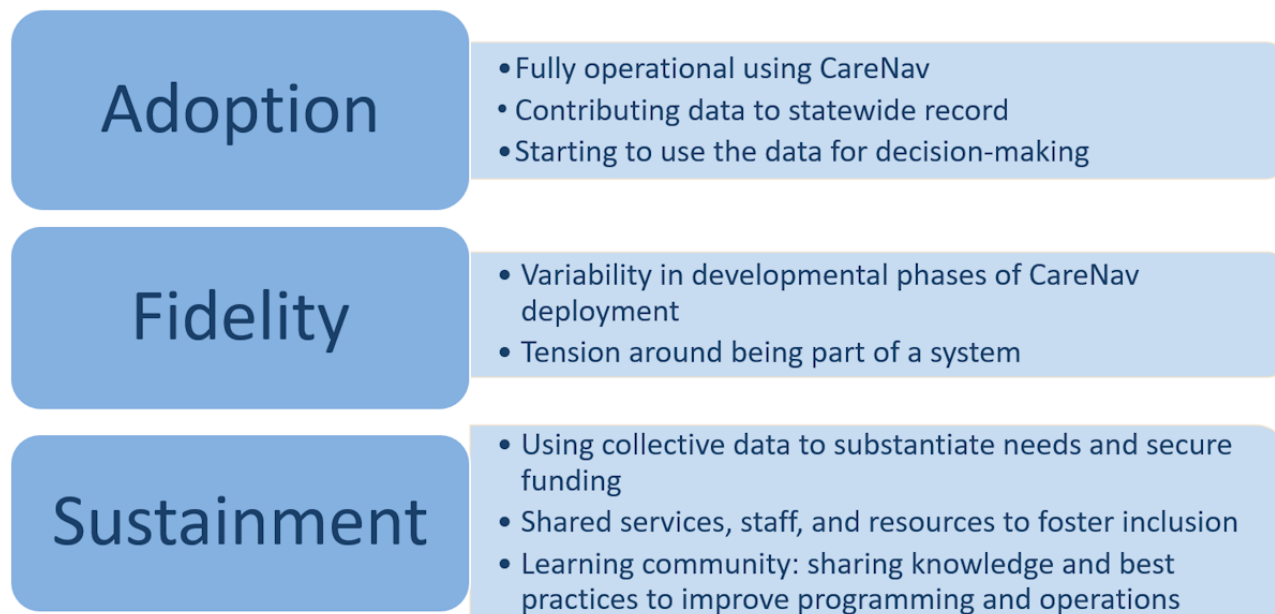 Adoption
•Fully operational using CareNav
• Contributing data to statewide record
•Starting to use the data for decision-making
Fidelity
• Variability in developmental phases of CareNav
deployment
• Tension around being part of a system
Sustainment
• Using collective data to substantiate needs and secure
funding
• Shared services, staff, and resources to foster inclusion
• Learning community: sharing knowledge and best
practices to improve programming and operations